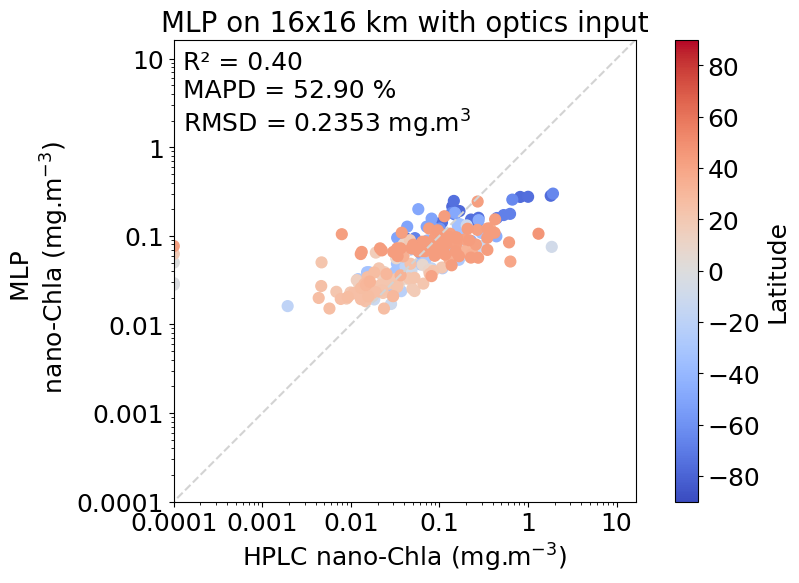 MLP on 16x16 km with optics input
R² = 0.40
MAPD = 52.90 %
RMSD = 0.2353 mg.m³
10
1
0.1
0.01
0.001
0.0001
MLP
nano-Chla (mg.m⁻³)
0.0001 0.001 0.01 0.1 1 10
HPLC nano-Chla (mg.m⁻³)
80
60
40
20
0
−20
−40
−60
−80
Latitude